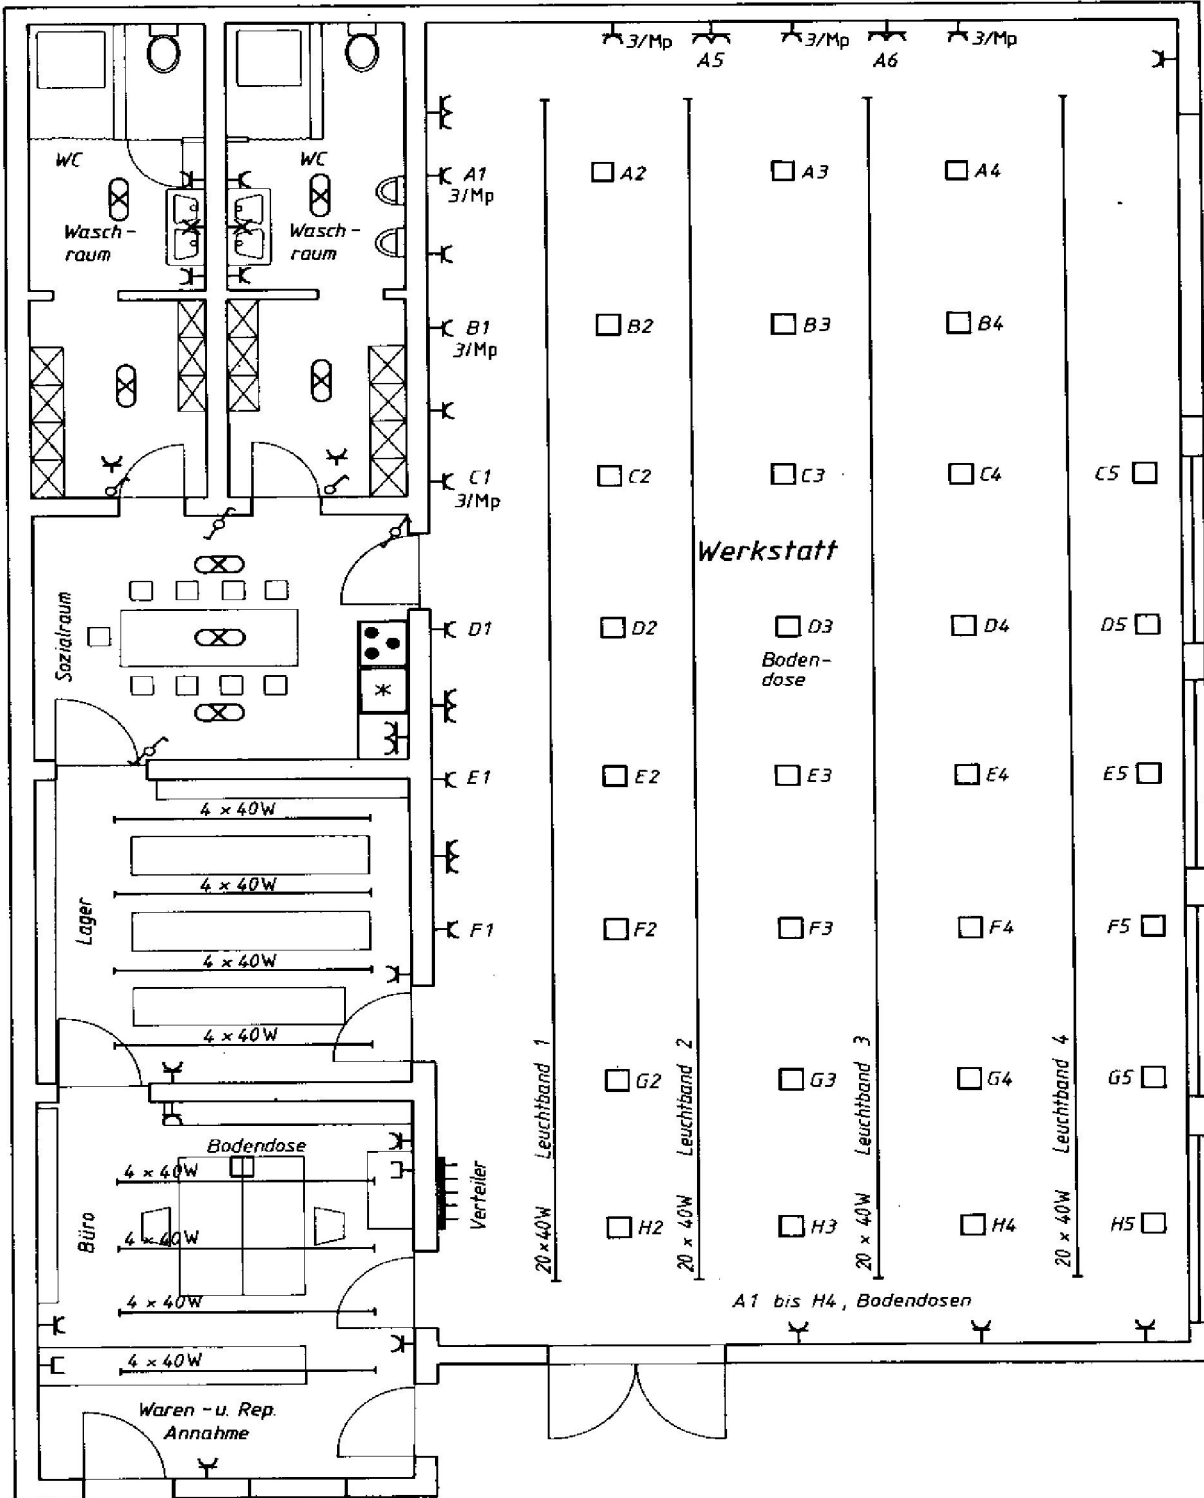 3/Mp
3/Mp
3/Mp
A5
A6
WC
WC
A1
3/Mp
A2
A3
A4
Wasch-
raum
Wasch-
raum
B1
3/Mp
B2
B3
B4
C1
3/Mp
C2
C3
C4
C5
Werkstatt
Sozialraum
D1
D2
D3
Boden-
dose
D4
D5
E1
E2
E3
E4
E5
4 × 40W
4 × 40W
4 × 40W
4 × 40W
Lager
F1
F2
F3
F4
F5
G2
G3
G4
G5
20×40W Leuchtband 1
20 × 40W Leuchtband 2
20 × 40W Leuchtband 3
20 × 40W Leuchtband 4
Bodendose
4 × 40W
4 × 40W
4 × 40W
4 × 40W
Büro
Verteiler
H2
H3
H4
H5
A1 bis H4, Bodendosen
Waren-u. Rep.
Annahme